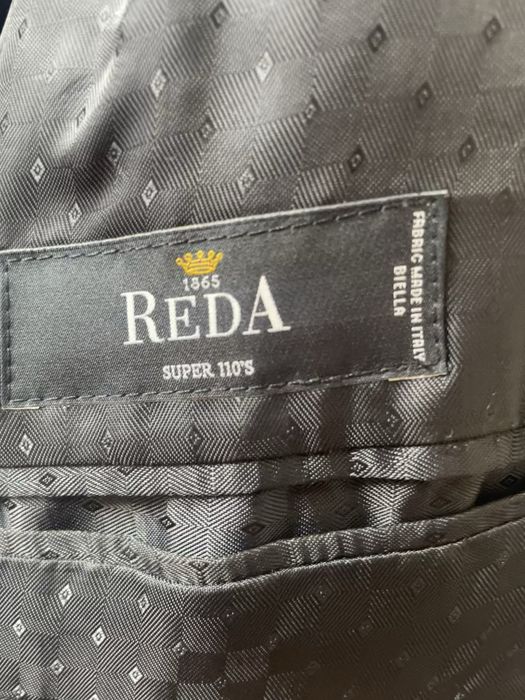 1865
REDA
SUPER 110'S
FABRIC MADE IN ITALY
BIELLA